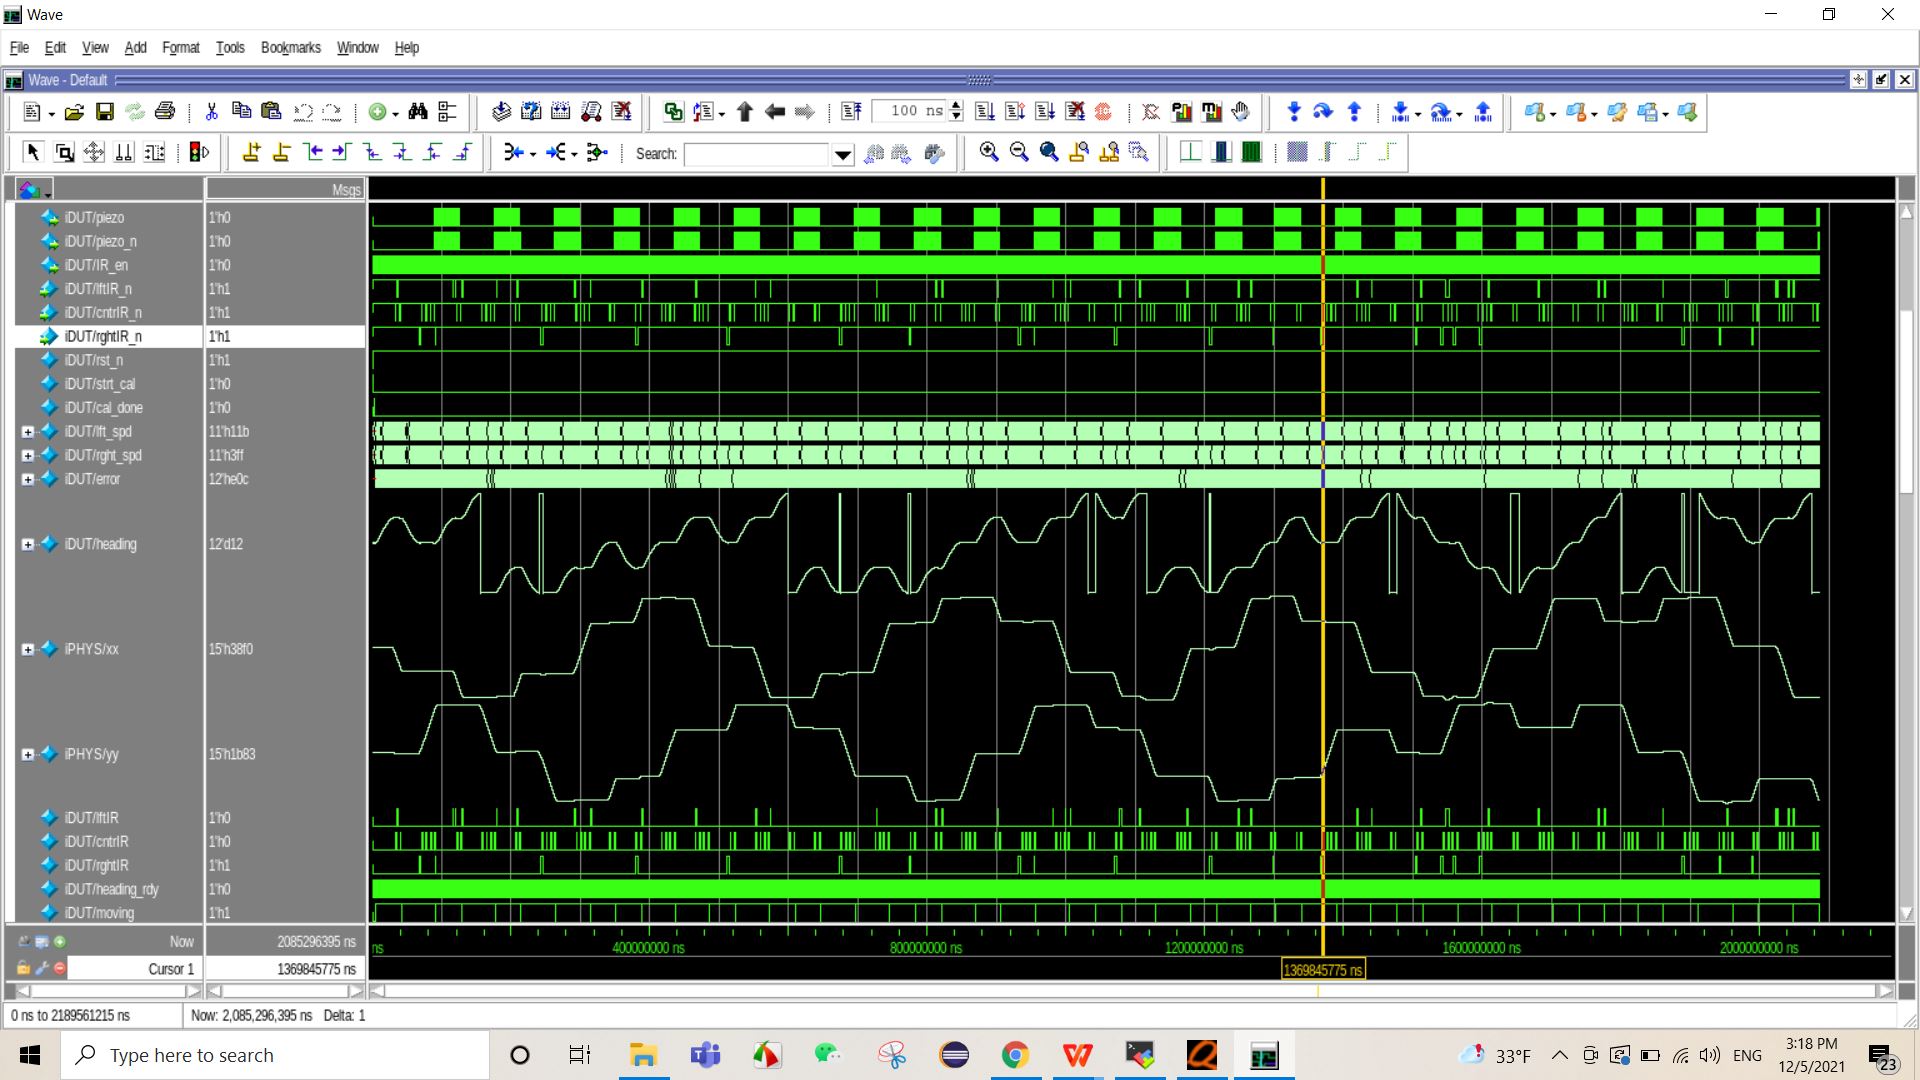 Wave
File Edit View Add Format Tools Bookmarks Window Help
Wave - Default
100 ns
Search:
Msgs
iDUT/piezo 1'h0
iDUT/piezo_n 1'h0
iDUT/IR_en 1'h0
iDUT/lftIR_n 1'h1
iDUT/cntrIR_n 1'h1
iDUT/rghtIR_n 1'h1
iDUT/rst_n 1'h1
iDUT/strt_cal 1'h0
iDUT/cal_done 1'h0
iDUT/lft_spd 11'h11b
iDUT/rght_spd 11'h3ff
iDUT/error 12'he0c
iDUT/heading 12'd12
iPHYS/xx 15'h38f0
iPHYS/yy 15'h1b83
iDUT/lftIR 1'h0
iDUT/cntrIR 1'h0
iDUT/rghtIR 1'h1
iDUT/heading_rdy 1'h0
iDUT/moving 1'h1
Now 2085296395 ns ns 400000000 ns 800000000 ns 1200000000 ns 1600000000 ns 2000000000 ns
Cursor 1 1369845775 ns 1369845775 ns
0 ns to 2189561215 ns Now: 2,085,296,395 ns Delta: 1
Type here to search
33°F ENG
3:18 PM
12/5/2021
23